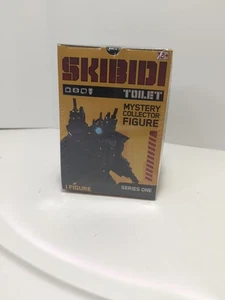 SKIBIDI
TOILET
MYSTERY
COLLECTOR
FIGURE
1 FIGURE
SERIES ONE